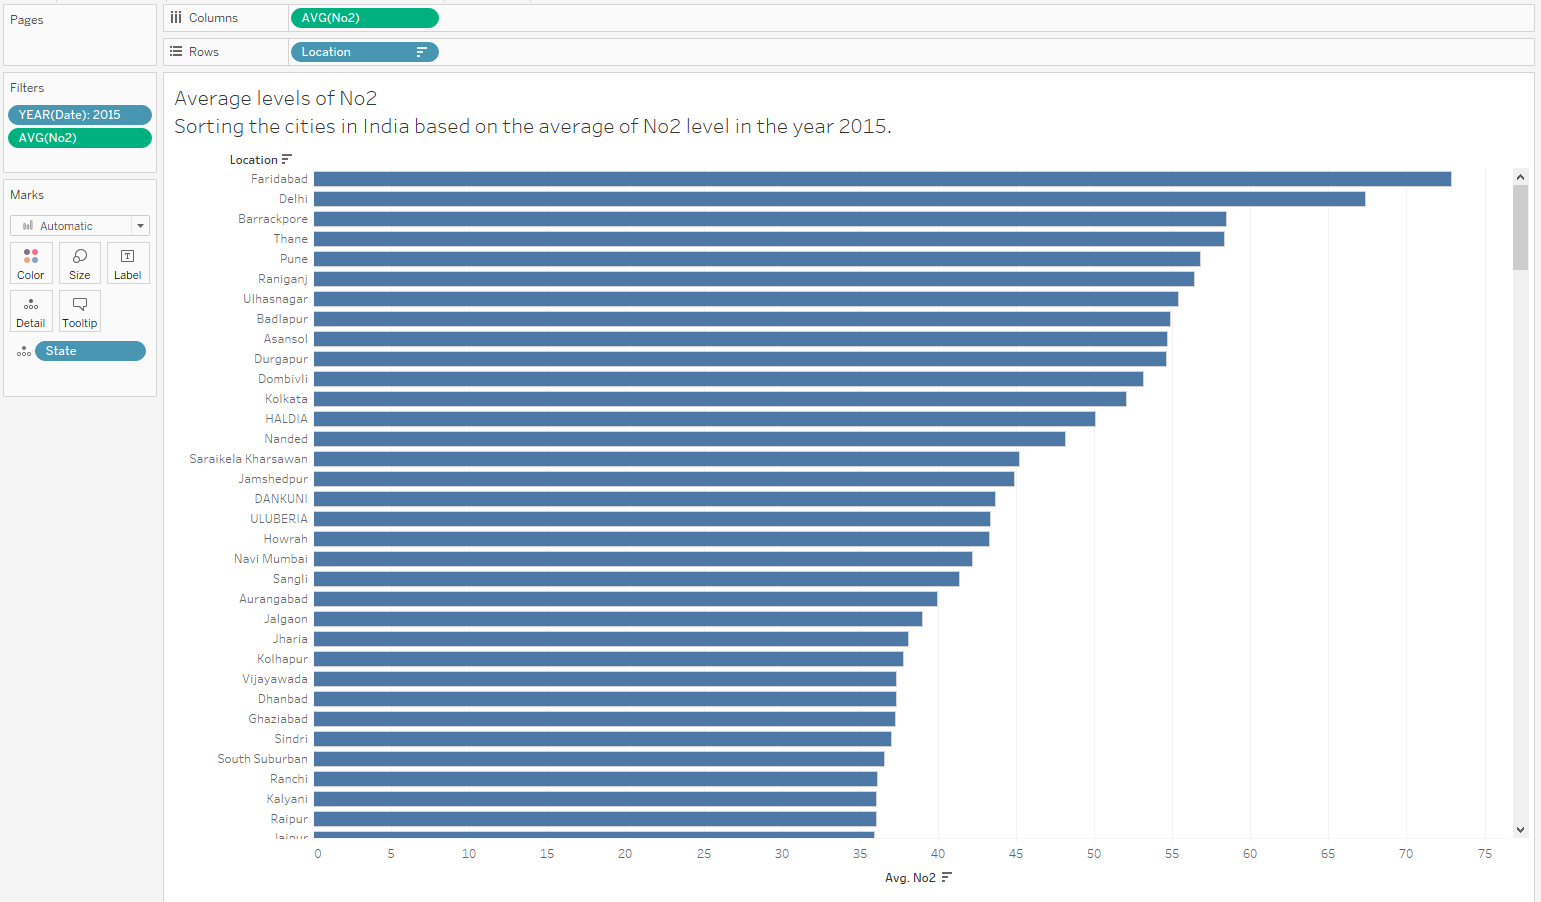 Pages
Columns
AVG(No2)
Rows
Location
Filters
YEAR(Date): 2015
AVG(No2)
Marks
Automatic
Color
Size
Label
Detail
Tooltip
State
Average levels of No2
Sorting the cities in India based on the average of No2 level in the year 2015.
Location
Faridabad
Delhi
Barrackpore
Thane
Pune
Raniganj
Ulhasnagar
Badlapur
Asansol
Durgapur
Dombivli
Kolkata
HALDIA
Nanded
Saraikela Kharsawan
Jamshedpur
DANKUNI
ULUBERIA
Howrah
Navi Mumbai
Sangli
Aurangabad
Jalgaon
Jharia
Kolhapur
Vijayawada
Dhanbad
Ghaziabad
Sindri
South Suburban
Ranchi
Kalyani
Raipur
Jaipur
0 5 10 15 20 25 30 35 40 45 50 55 60 65 70 75
Avg. No2